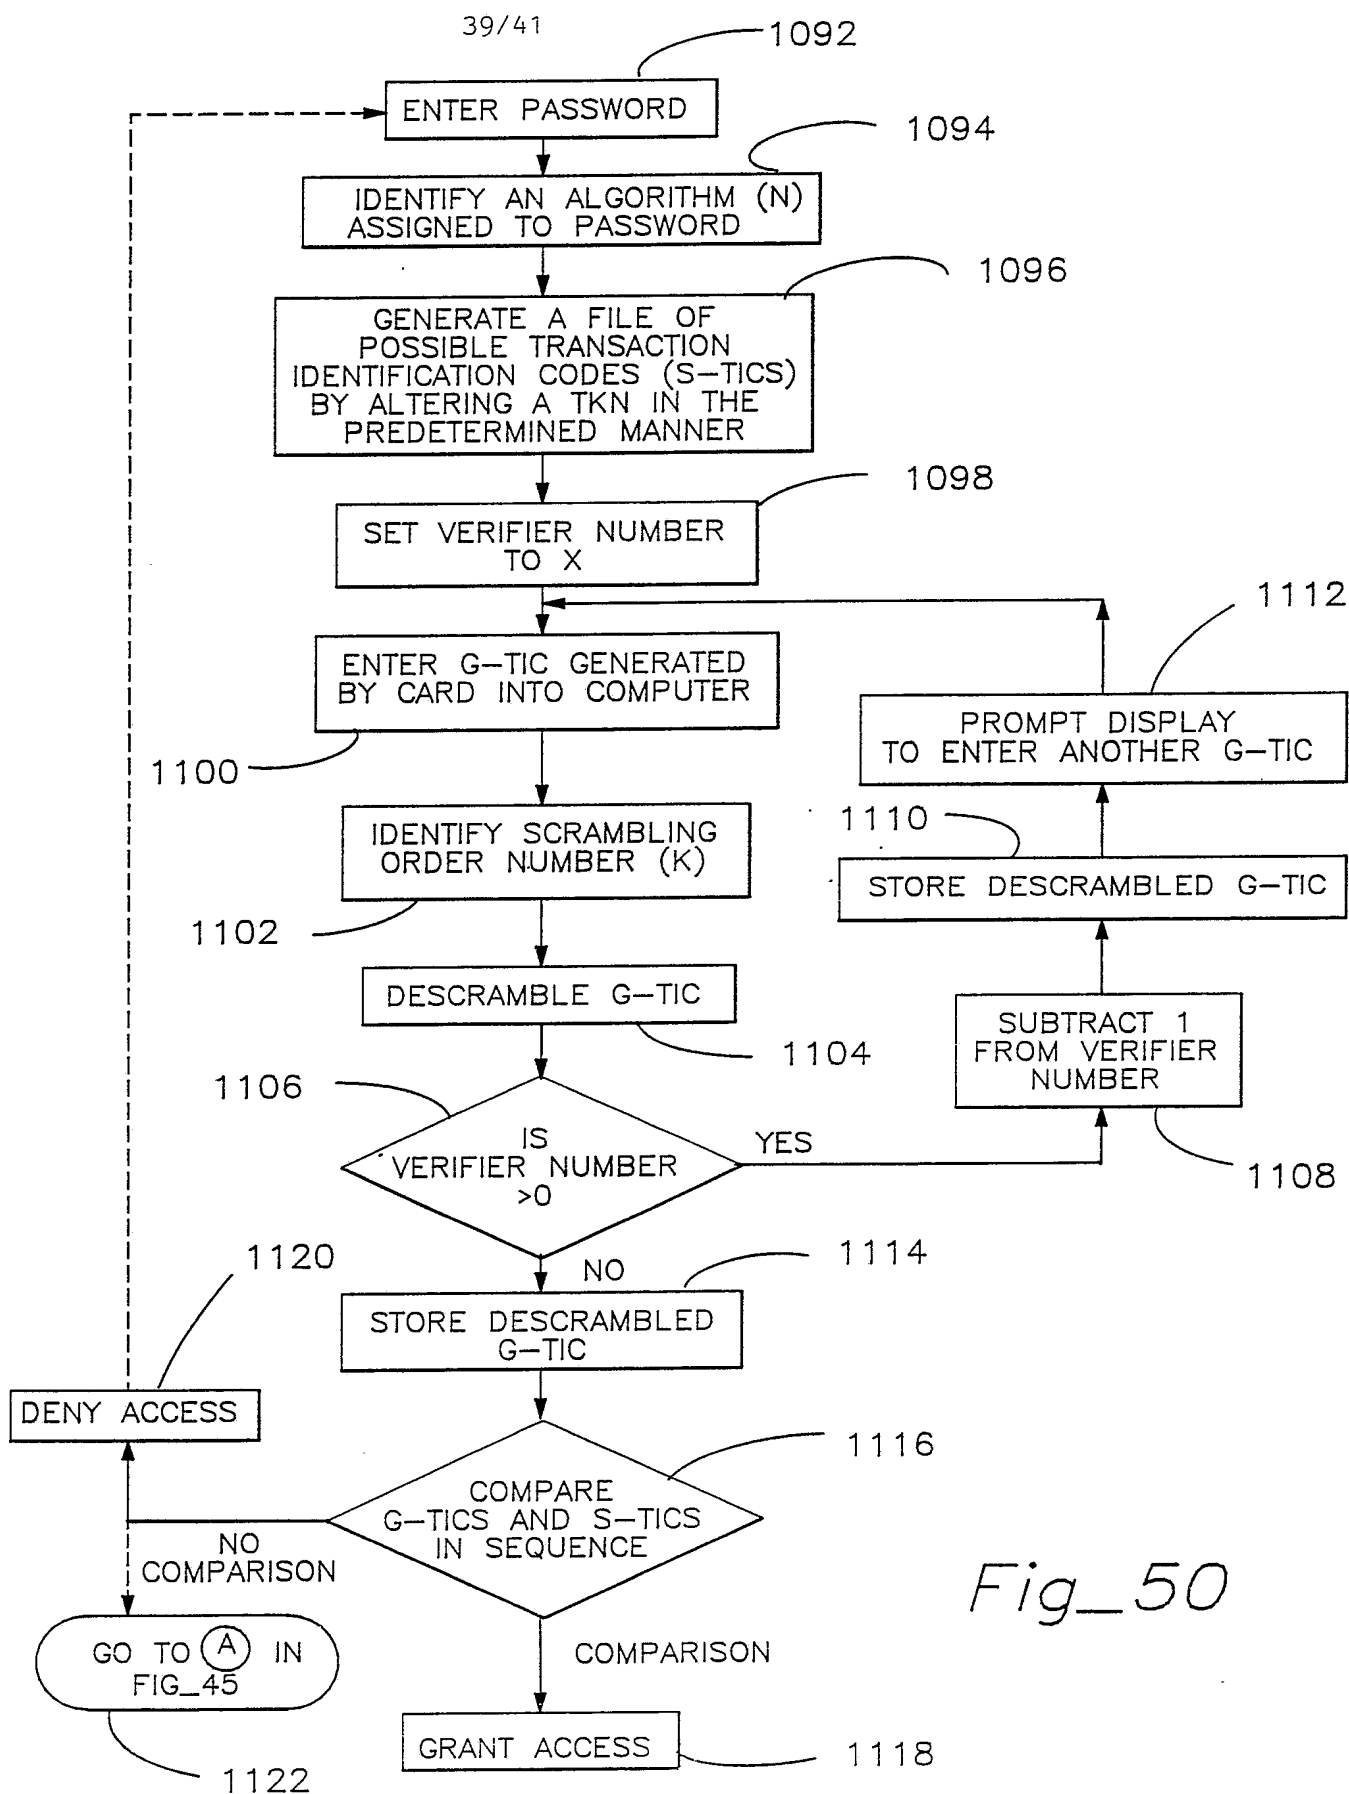 39/41
1092
ENTER PASSWORD
1094
IDENTIFY AN ALGORITHM (N)
ASSIGNED TO PASSWORD
1096
GENERATE A FILE OF
POSSIBLE TRANSACTION
IDENTIFICATION CODES (S-TICS)
BY ALTERING A TKN IN THE
PREDETERMINED MANNER
1098
SET VERIFIER NUMBER
TO X
1112
ENTER G-TIC GENERATED
BY CARD INTO COMPUTER
1100
PROMPT DISPLAY
TO ENTER ANOTHER G-TIC
1110
IDENTIFY SCRAMBLING
ORDER NUMBER (K)
1102
STORE DESCRAMBLED G-TIC
DESCRAMBLE G-TIC
1104
SUBTRACT 1
FROM VERIFIER
NUMBER
1108
1106
IS
VERIFIER NUMBER
>0
YES
NO
1114
STORE DESCRAMBLED
G-TIC
1120
DENY ACCESS
1116
COMPARE
G-TICS AND S-TICS
IN SEQUENCE
NO
COMPARISON
GO TO A IN
FIG_45
1122
COMPARISON
GRANT ACCESS
1118
Fig_50